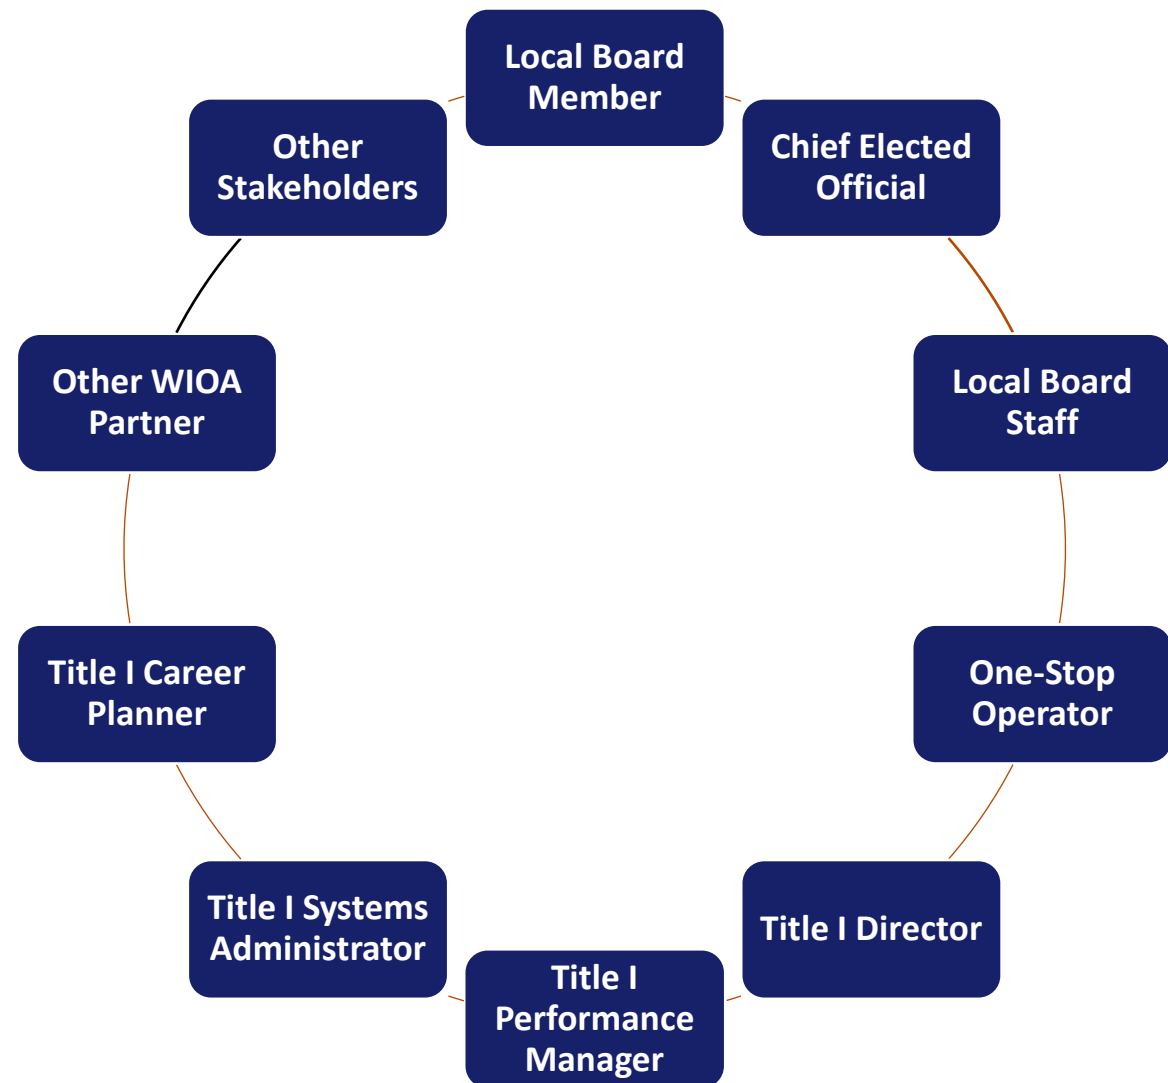 Local Board
Member
Chief Elected
Official
Local Board
Staff
One-Stop
Operator
Title I Director
Title I
Performance
Manager
Title I Systems
Administrator
Title I Career
Planner
Other WIOA
Partner
Other
Stakeholders